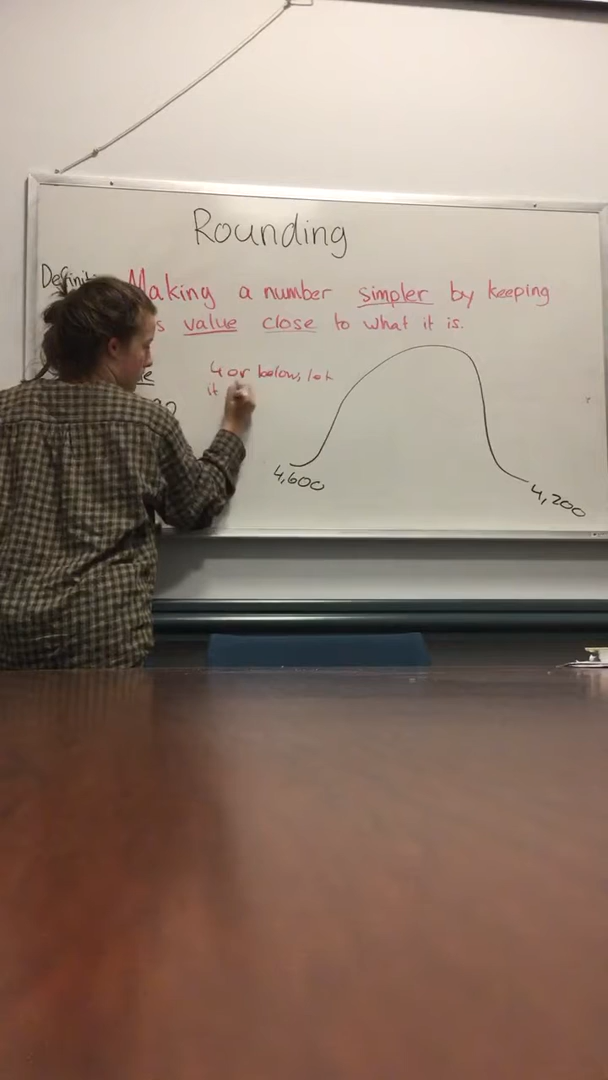 Rounding
Making a number simpler by keeping
value close to what it is.
4 or below, let
it
4,600
4,200